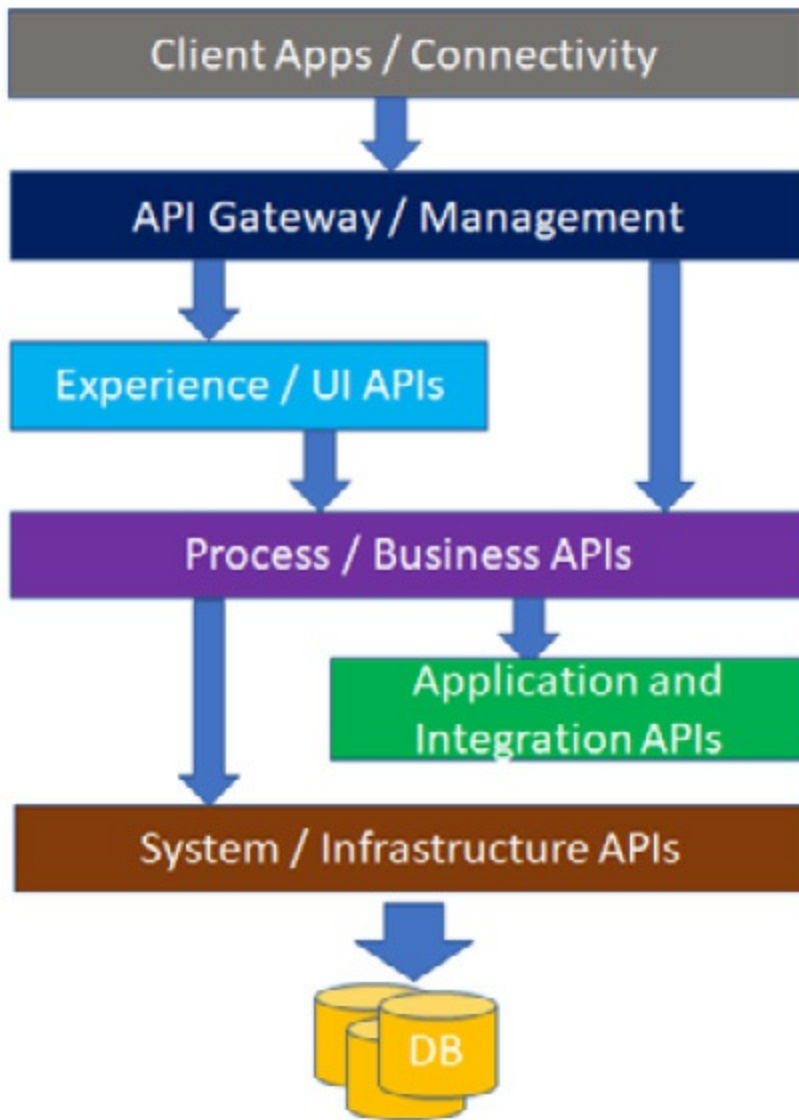 Client Apps / Connectivity
API Gateway / Management
Experience / UI APIs
Process / Business APIs
Application and
Integration APIs
System / Infrastructure APIs
DB